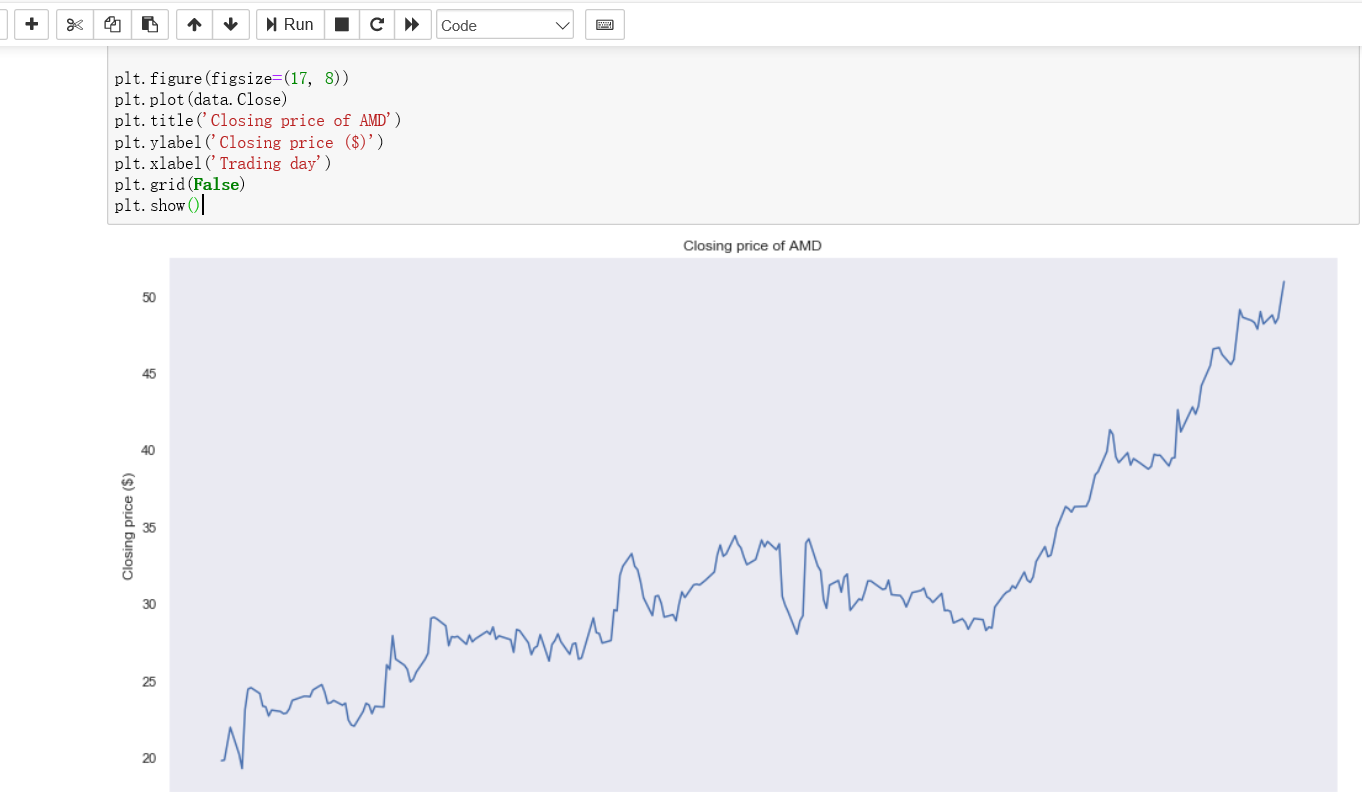 Run
Code
plt.figure(figsize=(17, 8))
plt.plot(data.Close)
plt.title('Closing price of AMD')
plt.ylabel('Closing price ($)')
plt.xlabel('Trading day')
plt.grid(False)
plt.show()
Closing price of AMD
50
45
40
35
30
25
20
Closing price ($)